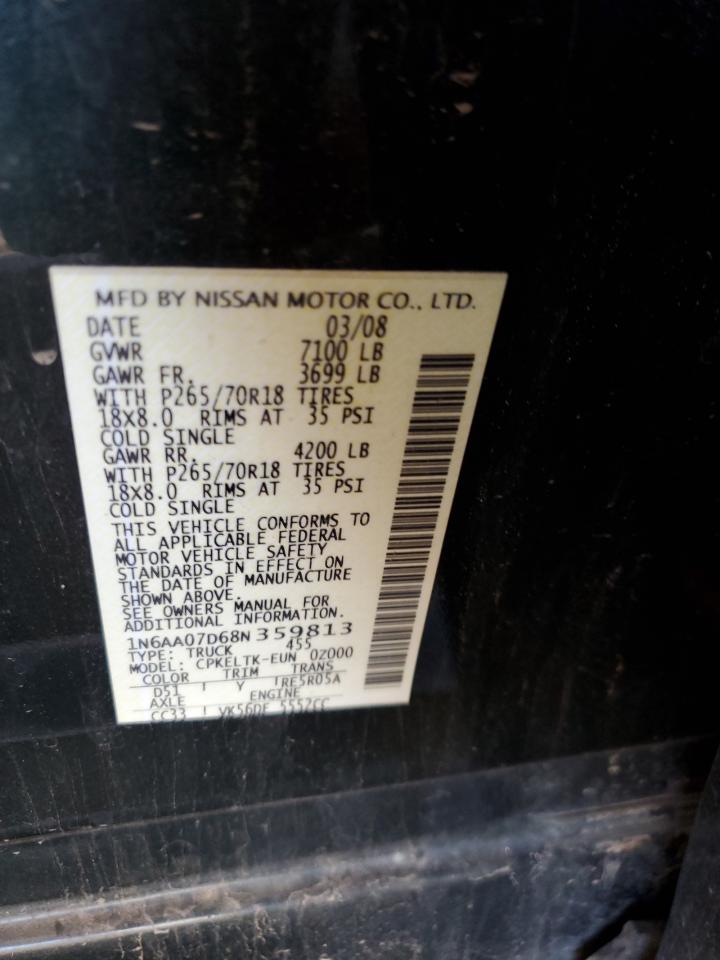 MFD BY NISSAN MOTOR CO., LTD.
DATE 03/08
GVWR 7100 LB
GAWR FR. 3699 LB
WITH P265/70R18 TIRES
18X8.0 RIMS AT 35 PSI
COLD SINGLE
GAWR RR. 4200 LB
WITH P265/70R18 TIRES
18X8.0 RIMS AT 35 PSI
COLD SINGLE
THIS VEHICLE CONFORMS TO
ALL APPLICABLE FEDERAL
MOTOR VEHICLE SAFETY
STANDARDS IN EFFECT ON
THE DATE OF MANUFACTURE
SHOWN ABOVE.
SEE OWNERS MANUAL FOR
ADDITIONAL INFORMATION.
1N6AA07D68N359813
TYPE: TRUCK 455
MODEL: CPKELTK-EUN 02000
COLOR TRIM TRANS
D51 Y RE5R05A
AXLE ENGINE
CC33 VK56DE 5552CC